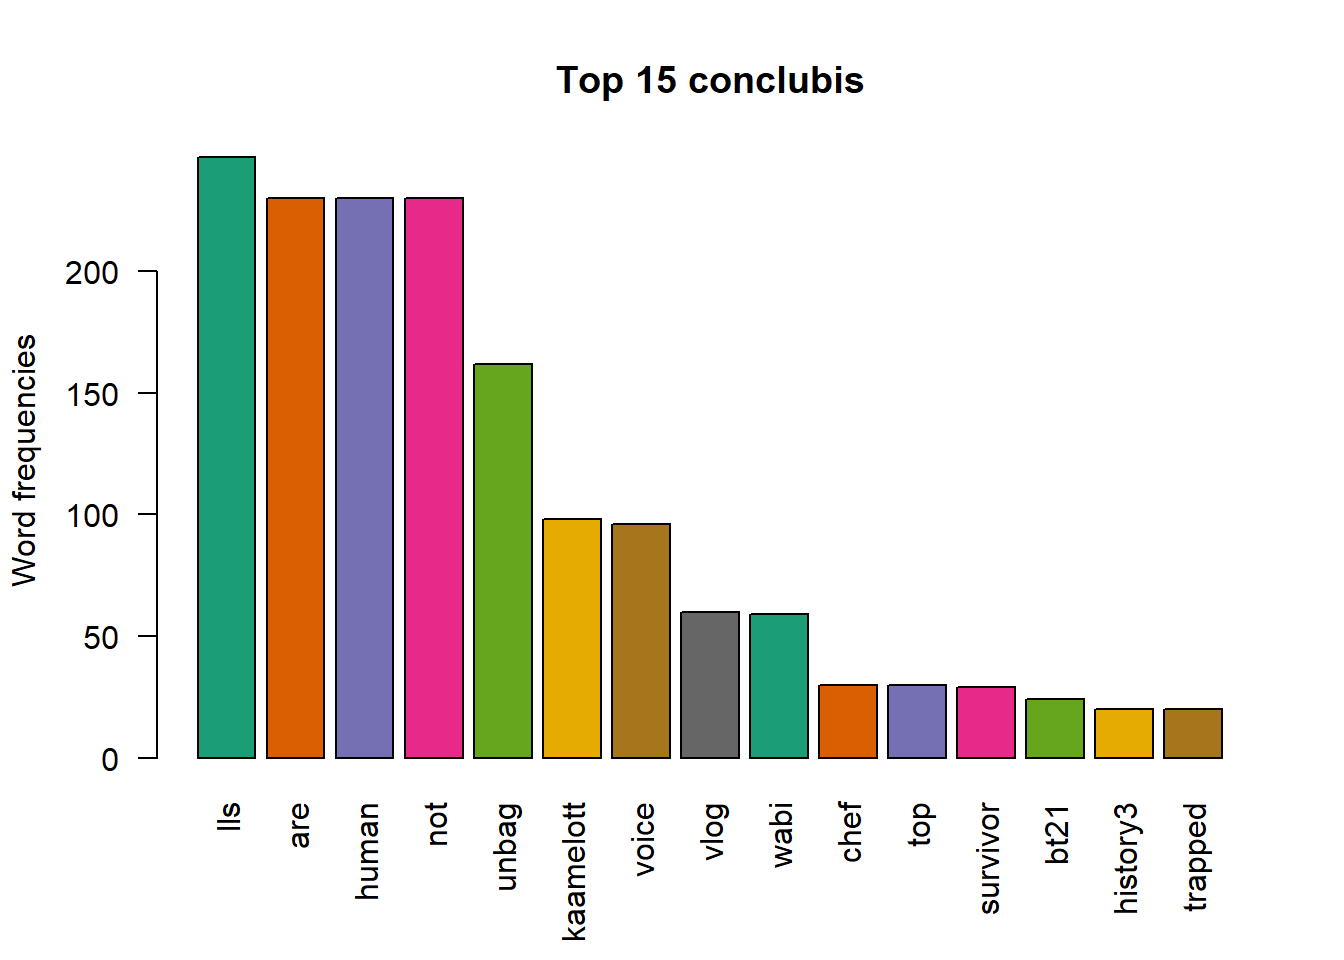 Top 15 conclubis
Word frequencies
200
150
100
50
0
lls
are
human
not
unbag
kaamelott
voice
vlog
wabi
chef
top
survivor
bt21
history3
trapped